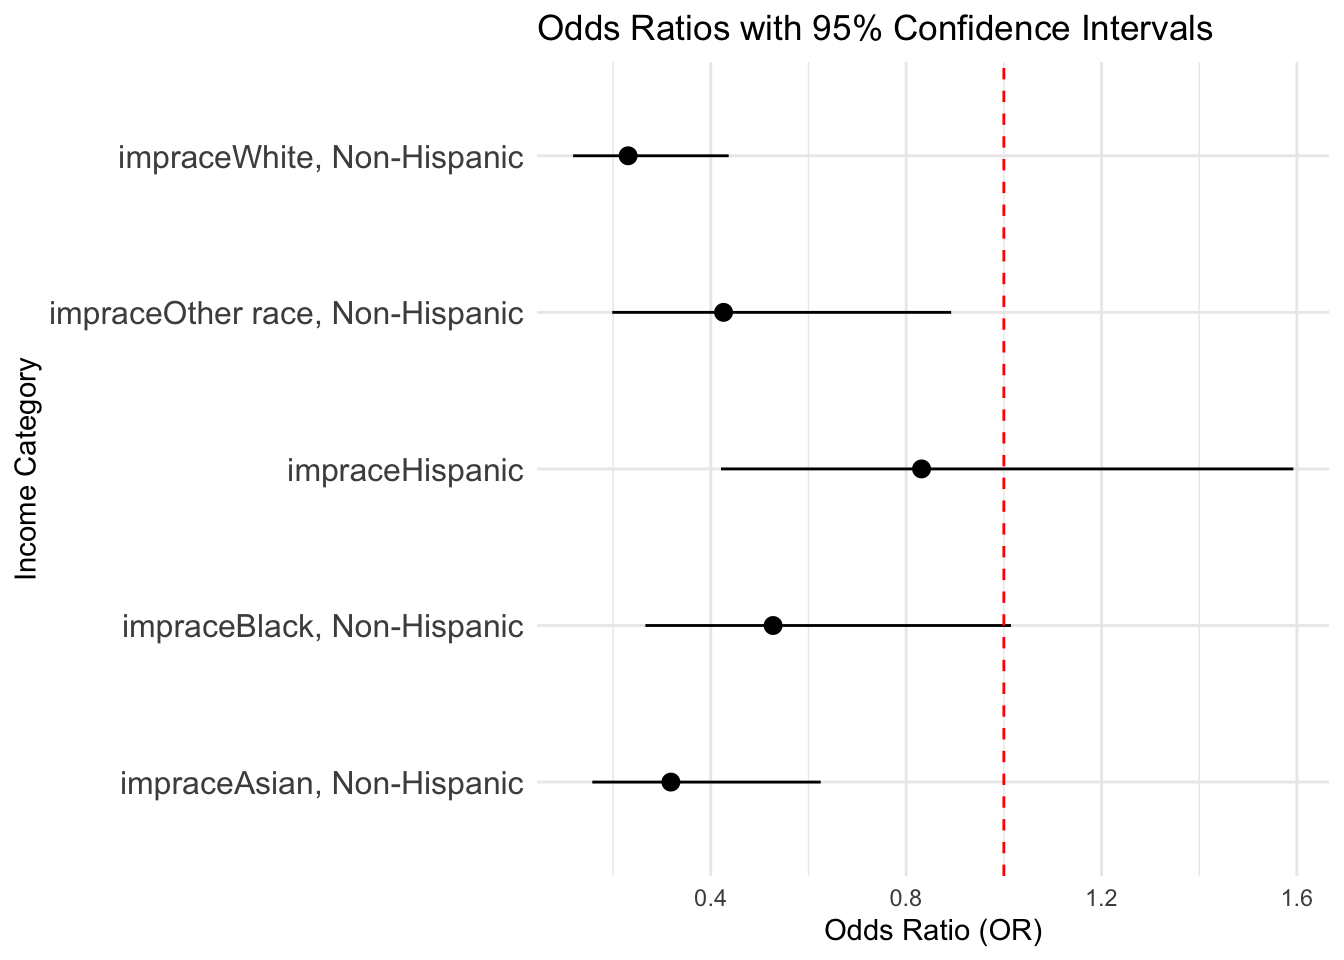 Odds Ratios with 95% Confidence Intervals
impraceWhite, Non-Hispanic
impraceOther race, Non-Hispanic
impraceHispanic
impraceBlack, Non-Hispanic
impraceAsian, Non-Hispanic
Income Category
0.4 0.8 1.2 1.6
Odds Ratio (OR)